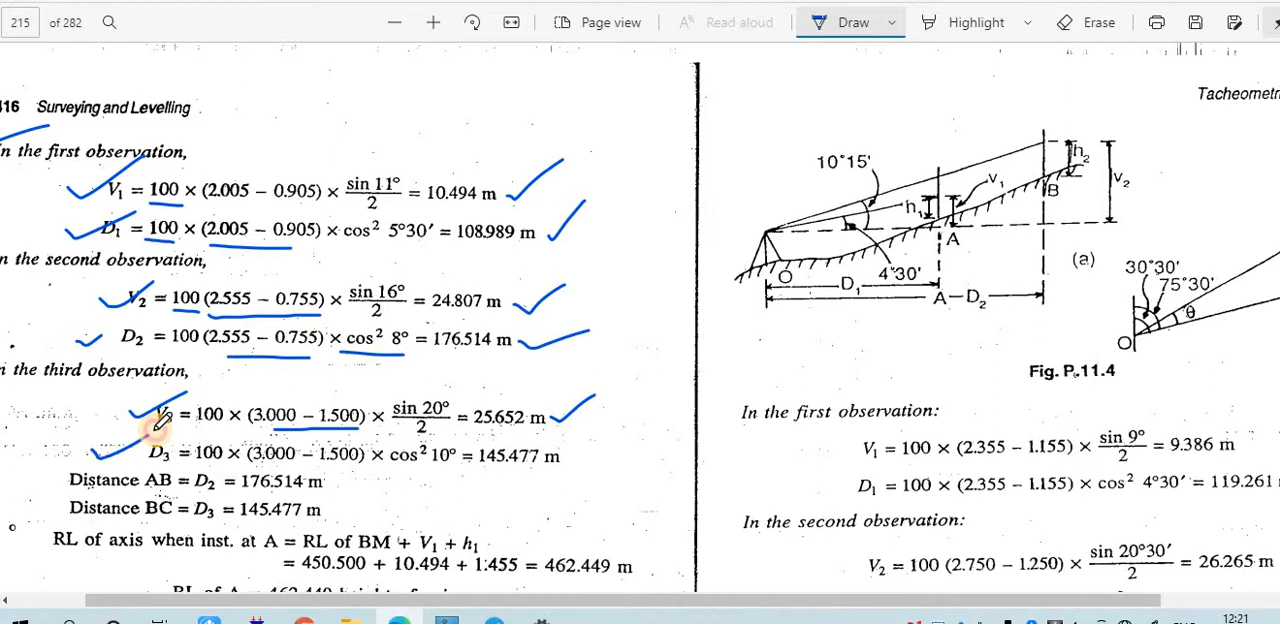 215 of 282 Page view Read aloud Draw Highlight Erase
416 Surveying and Levelling
In the first observation,
V₁ = 100 × (2.005 – 0.905) × sin 11° / 2 = 10.494 m
D₁ = 100 × (2.005 – 0.905) × cos² 5°30′ = 108.989 m
In the second observation,
V₂ = 100 (2.555 – 0.755) × sin 16° / 2 = 24.807 m
D₂ = 100 (2.555 – 0.755) × cos² 8° = 176.514 m
the third observation,
V₃ = 100 × (3.000 – 1.500) × sin 20° / 2 = 25.652 m
D₃ = 100 × (3.000 – 1.500) × cos² 10° = 145.477 m
Distance AB = D₂ = 176.514 m
Distance BC = D₃ = 145.477 m
RL of axis when inst. at A = RL of BM + V₁ + h₁
= 450.500 + 10.494 + 1.455 = 462.449 m
Tacheometr
10°15′
h₂
V₂
V₁
h₁
B
A
O
4°30′
(a)
D₁
A–D₂
30°30′
75°30′
θ
O
Fig. P.11.4
In the first observation:
V₁ = 100 × (2.355 – 1.155) × sin 9° / 2 = 9.386 m
D₁ = 100 × (2.355 – 1.155) × cos² 4°30′ = 119.261
In the second observation:
V₂ = 100 (2.750 – 1.250) × sin 20°30′ / 2 = 26.265 m
12:21